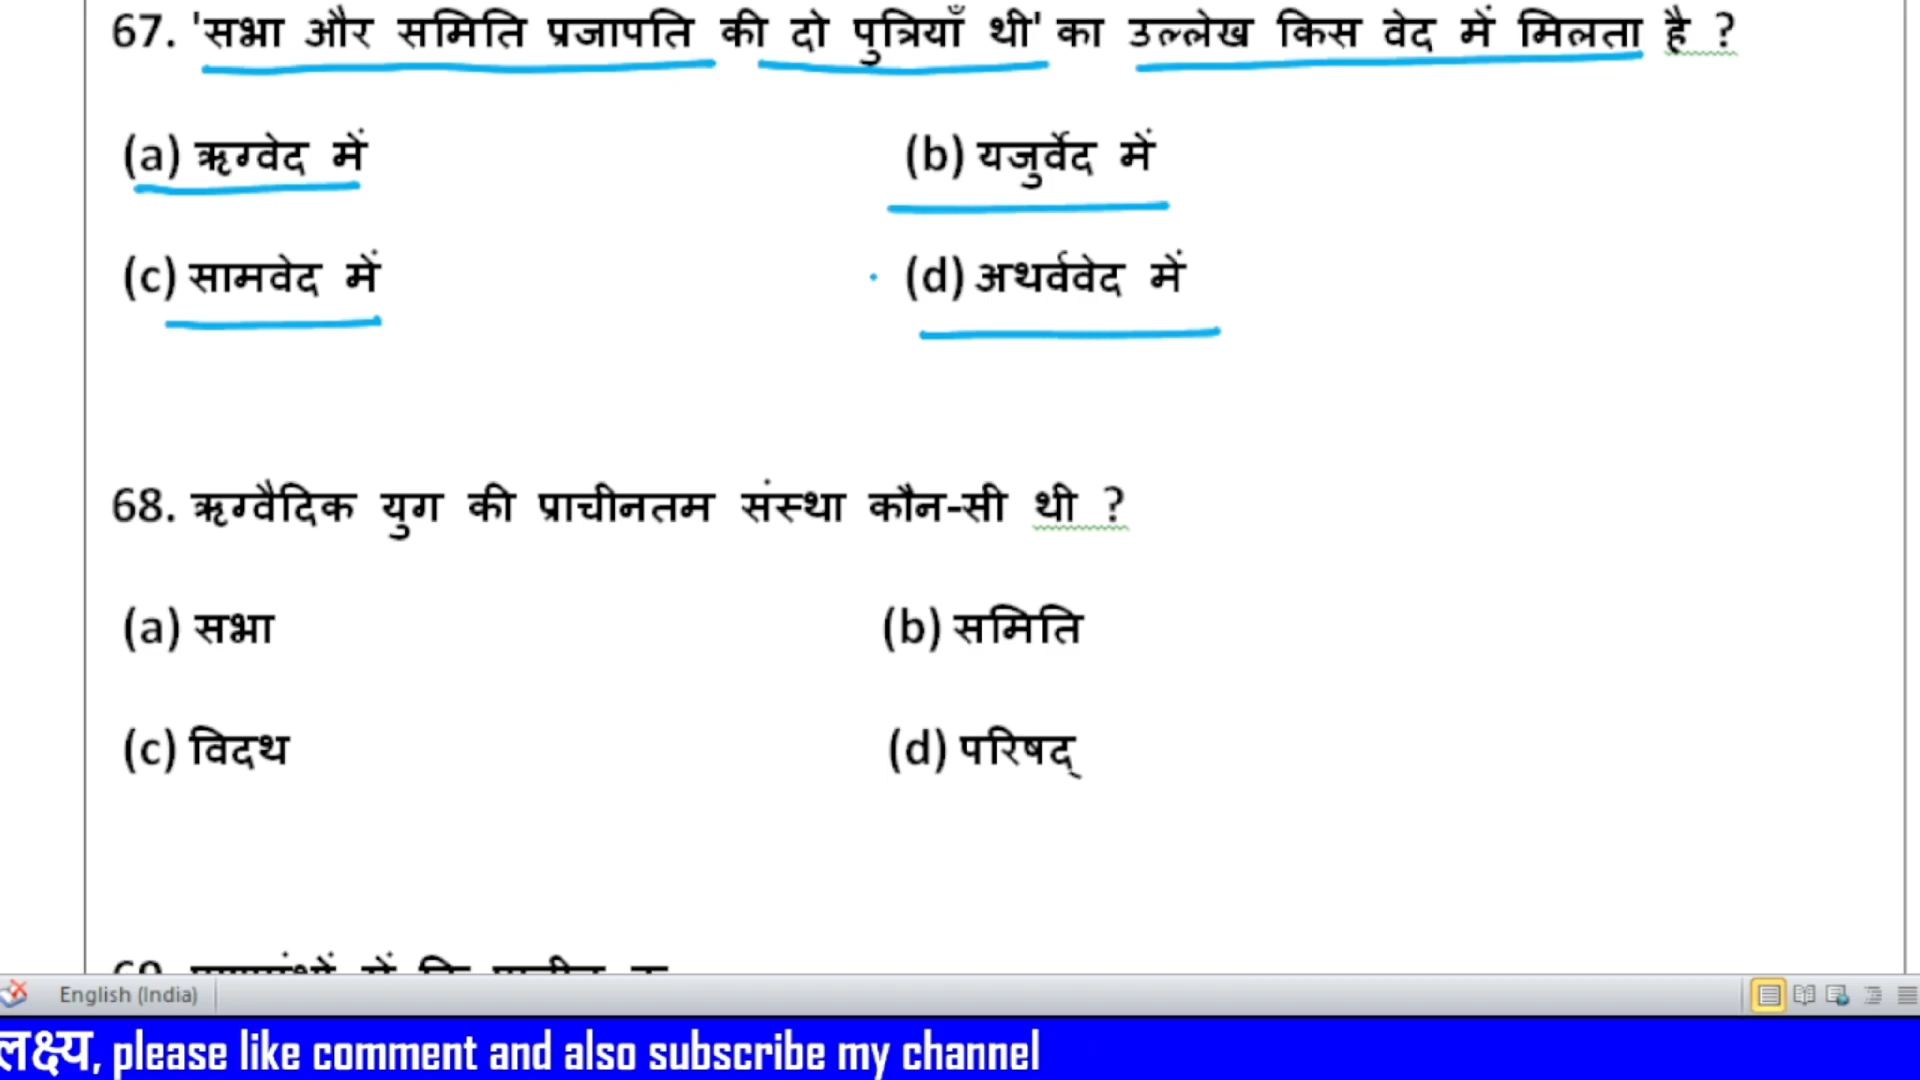 67. 'सभा और समिति प्रजापति की दो पुत्रियाँ थी' का उल्लेख किस वेद में मिलता है ?
(a) ऋग्वेद में (b) यजुर्वेद में
(c) सामवेद में (d) अथर्ववेद में
68. ऋग्वैदिक युग की प्राचीनतम संस्था कौन-सी थी ?
(a) सभा (b) समिति
(c) विदथ (d) परिषद्
English (India)
लक्ष्य, please like comment and also subscribe my channel